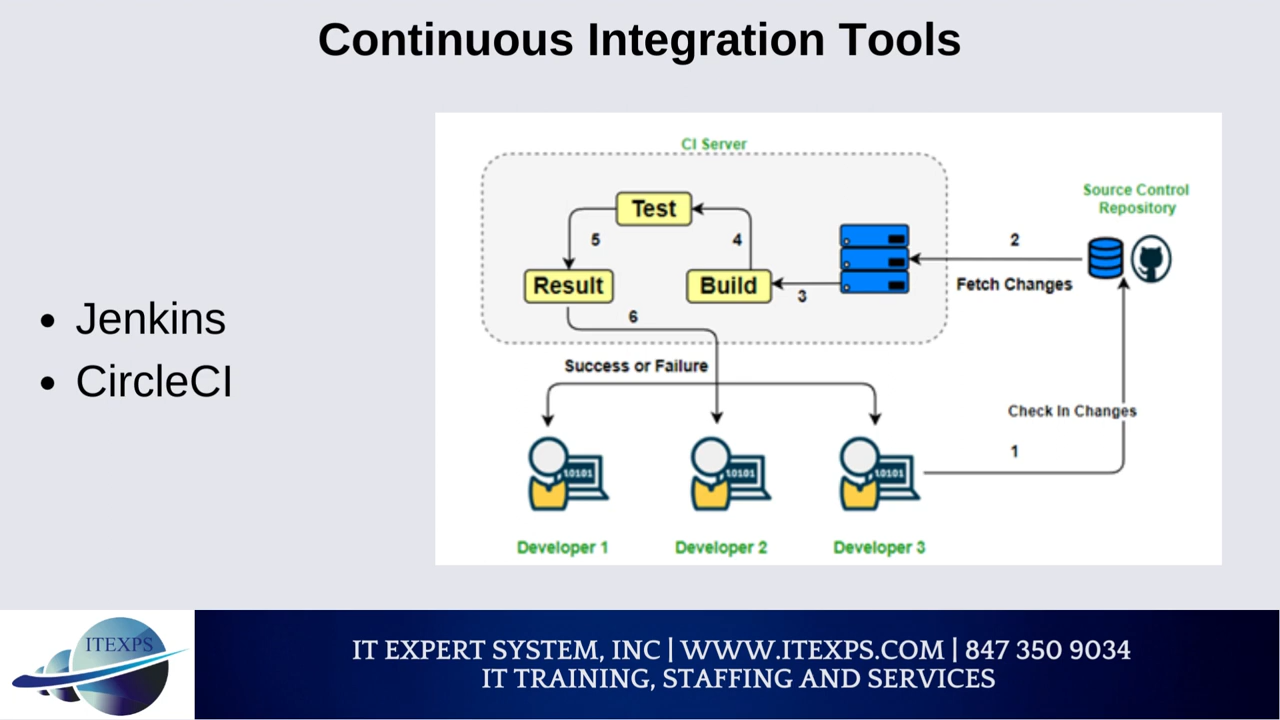 Continuous Integration Tools
• Jenkins
• CircleCI
CI Server
Source Control
Repository
Test
5
4
2
Result
Build
3
Fetch Changes
6
Success or Failure
Check In Changes
1
10101
10101
10101
Developer 1
Developer 2
Developer 3
ITEXPS
IT EXPERT SYSTEM, INC | WWW.ITEXPS.COM | 847 350 9034
IT TRAINING, STAFFING AND SERVICES